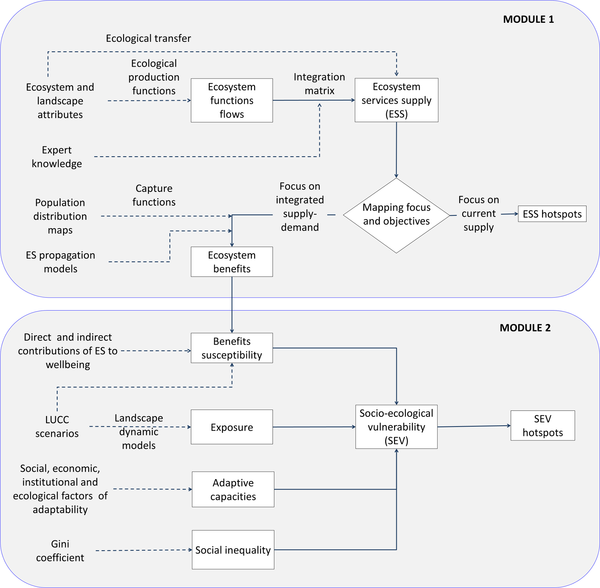 MODULE 1
Ecological transfer
Ecosystem and
landscape
attributes
Ecological
production
functions
Ecosystem
functions
flows
Integration
matrix
Ecosystem
services supply
(ESS)
Expert
knowledge
Population
distribution
maps
Capture
functions
Focus on
integrated
supply-
demand
Mapping focus
and objectives
Focus on
current
supply
ESS hotspots
ES propagation
models
Ecosystem
benefits
MODULE 2
Direct and indirect
contributions of ES to
wellbeing
Benefits
susceptibility
LUCC
scenarios
Landscape
dynamic
models
Exposure
Socio-ecological
vulnerability
(SEV)
SEV
hotspots
Social, economic,
institutional and
ecological factors of
adaptability
Adaptive
capacities
Gini
coefficient
Social inequality